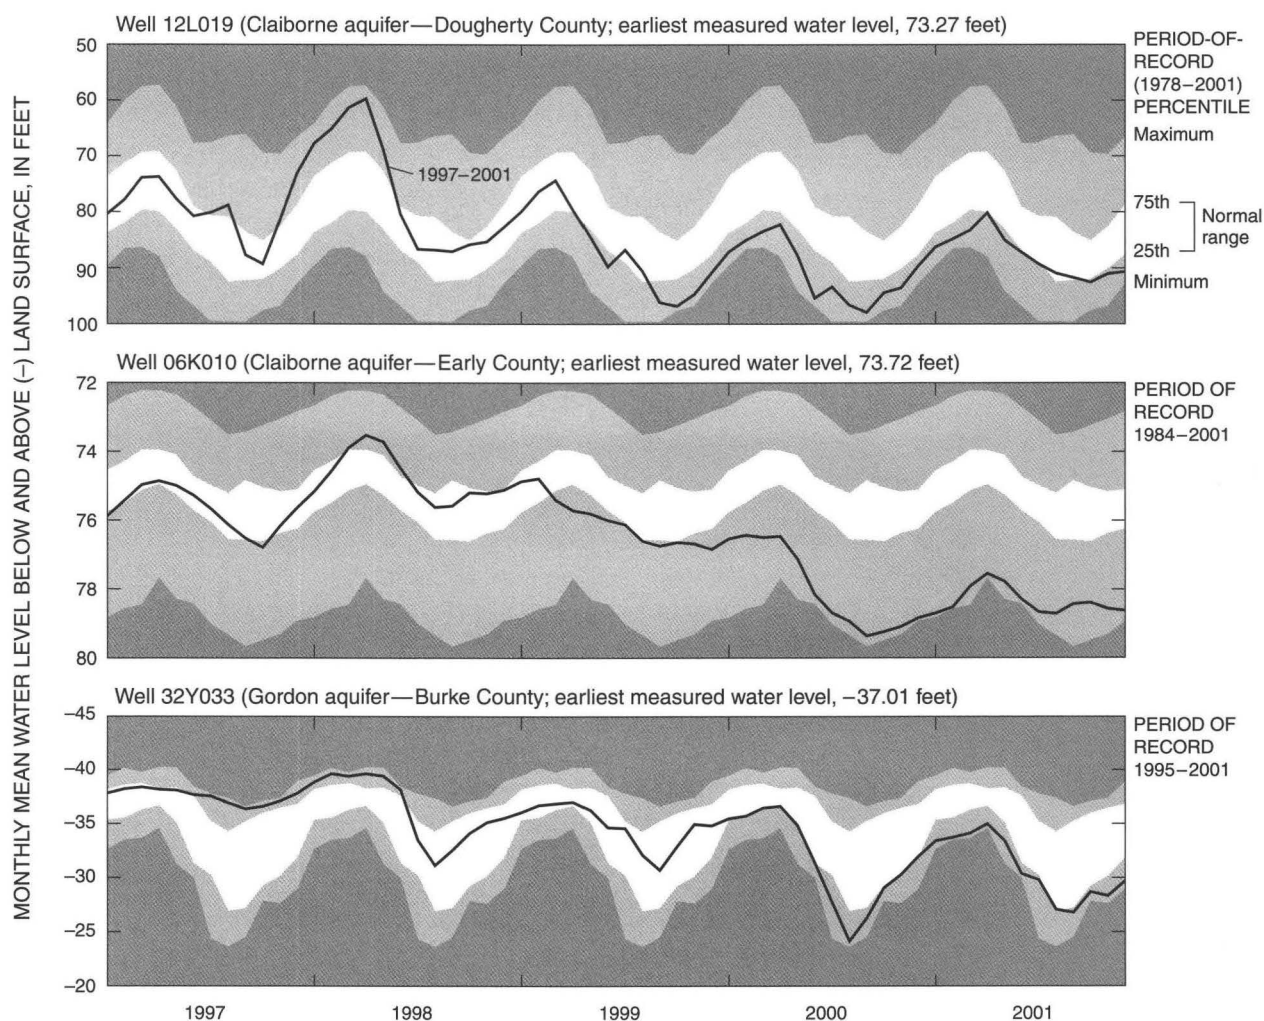 MONTHLY MEAN WATER LEVEL BELOW AND ABOVE (–) LAND SURFACE, IN FEET
Well 12L019 (Claiborne aquifer—Dougherty County; earliest measured water level, 73.27 feet)
50
60
70
80
90
100
1997–2001
PERIOD-OF-
RECORD
(1978–2001)
PERCENTILE
Maximum
75th
Normal
range
25th
Minimum
Well 06K010 (Claiborne aquifer—Early County; earliest measured water level, 73.72 feet)
72
74
76
78
80
PERIOD OF
RECORD
1984–2001
Well 32Y033 (Gordon aquifer—Burke County; earliest measured water level, –37.01 feet)
–45
–40
–35
–30
–25
–20
PERIOD OF
RECORD
1995–2001
1997 1998 1999 2000 2001